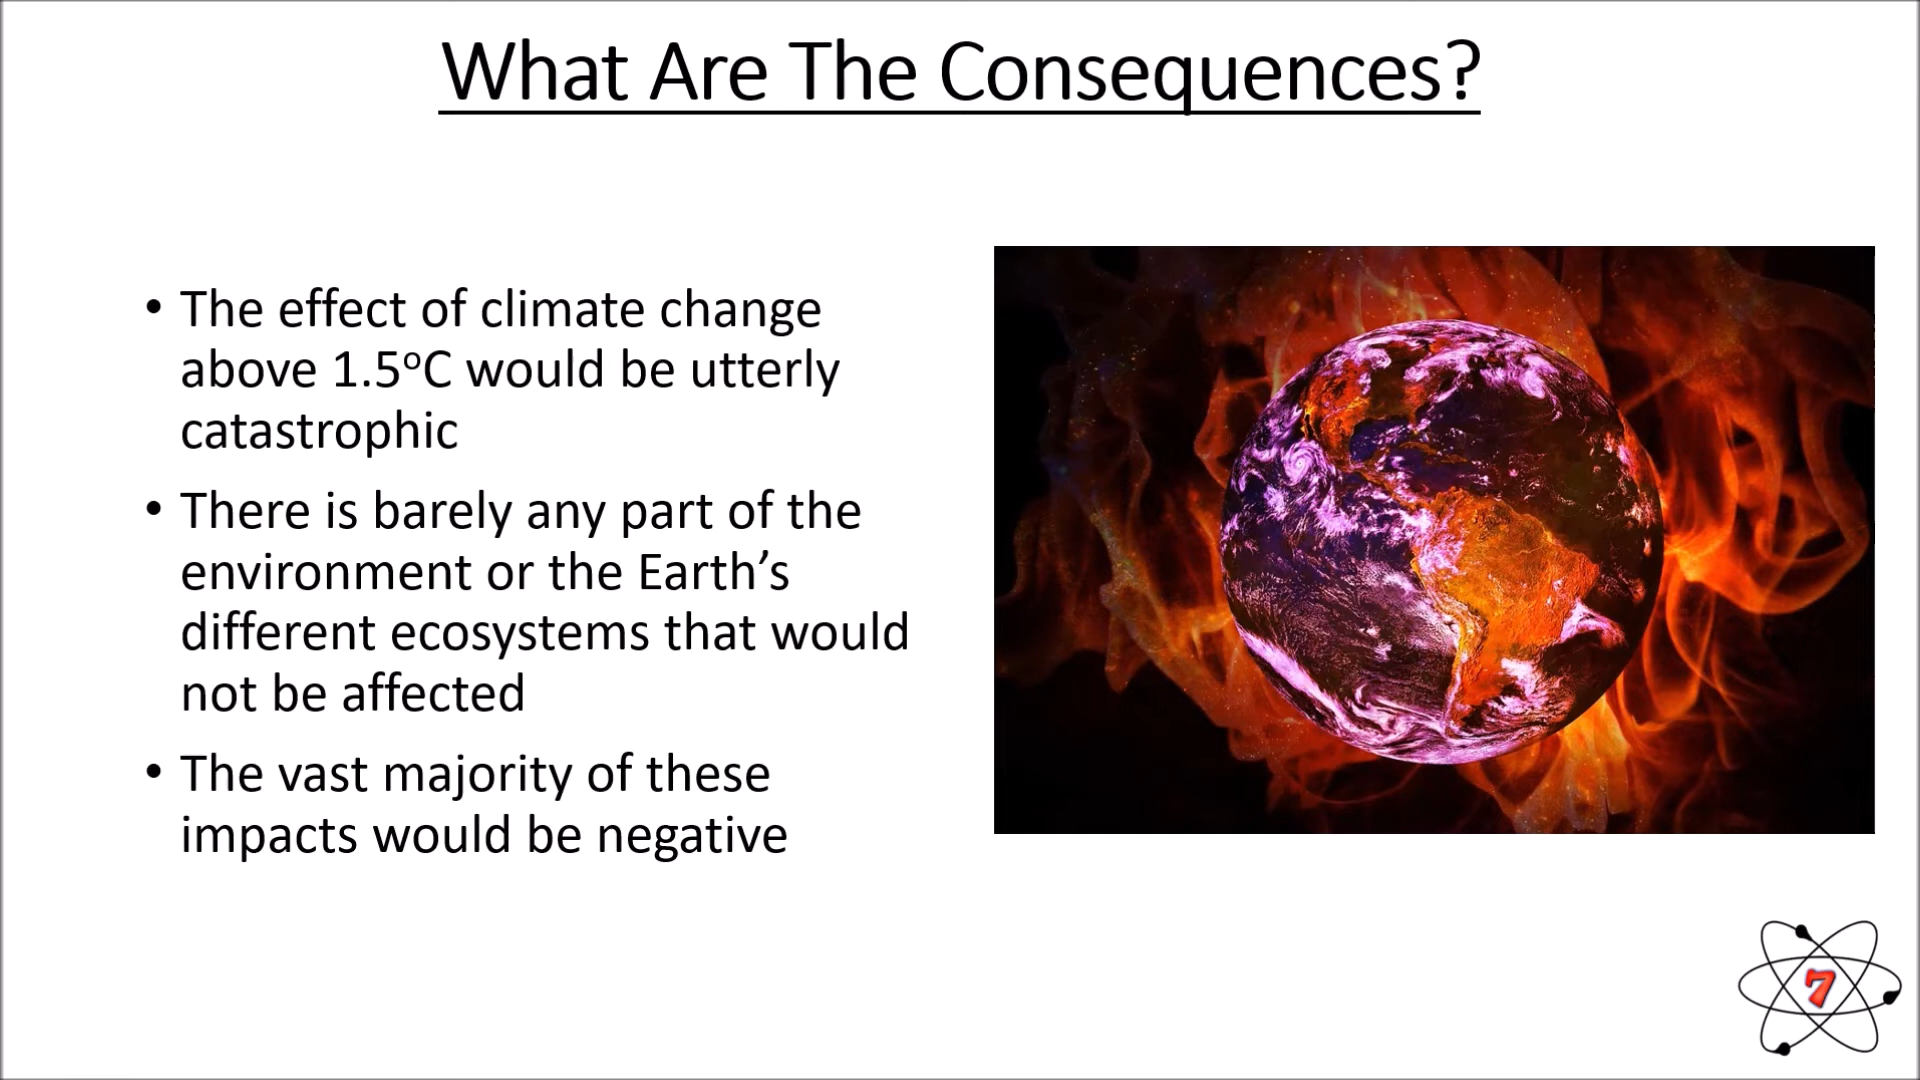 What Are The Consequences?
• The effect of climate change
above 1.5ºC would be utterly
catastrophic
• There is barely any part of the
environment or the Earth’s
different ecosystems that would
not be affected
• The vast majority of these
impacts would be negative
7